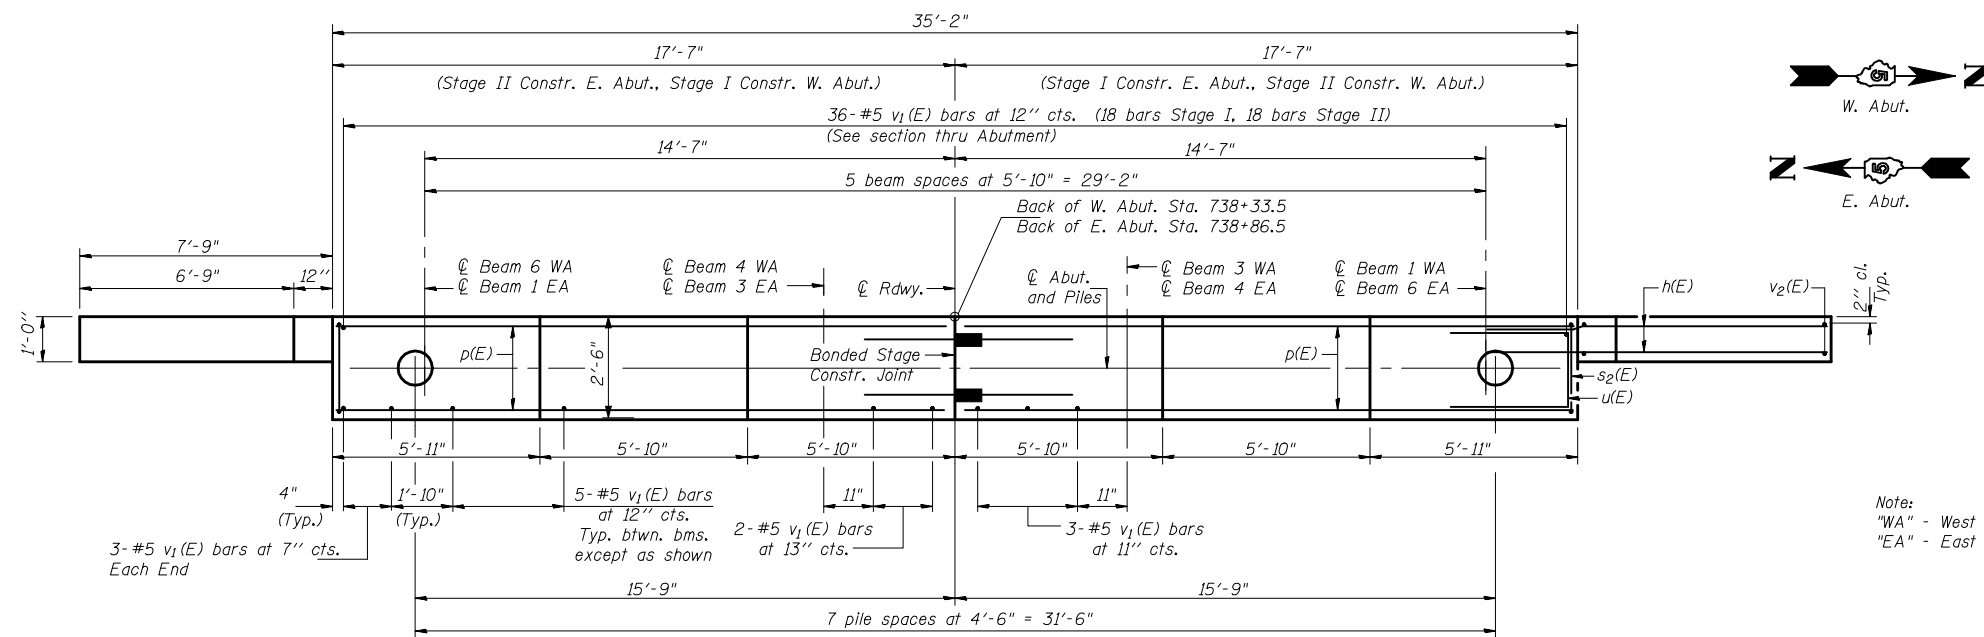 35'-2"
17'-7"
17'-7"
(Stage II Constr. E. Abut., Stage I Constr. W. Abut.)
(Stage I Constr. E. Abut., Stage II Constr. W. Abut.)
36-#5 v1(E) bars at 12" cts. (18 bars Stage I, 18 bars Stage II)
(See section thru Abutment)
14'-7"
14'-7"
5 beam spaces at 5'-10" = 29'-2"
Back of W. Abut. Sta. 738+33.5
Back of E. Abut. Sta. 738+86.5
5
N
W. Abut.
N
5
E. Abut.
7'-9"
6'-9"
12"
℄ Beam 6 WA
℄ Beam 1 EA
℄ Beam 4 WA
℄ Beam 3 EA
℄ Rdwy.
℄ Abut.
and Piles
℄ Beam 3 WA
℄ Beam 4 EA
℄ Beam 1 WA
℄ Beam 6 EA
h(E)
v2(E)
2" cl.
Typ.
1'-0"
p(E)
2'-6"
Bonded Stage
Constr. Joint
p(E)
s2(E)
u(E)
5'-11"
5'-10"
5'-10"
5'-10"
5'-10"
5'-11"
4"
(Typ.)
1'-10"
(Typ.)
5-#5 v1(E) bars
at 12" cts.
Typ. btwn. bms.
except as shown
11"
2-#5 v1(E) bars
at 13" cts.
11"
3-#5 v1(E) bars
at 11" cts.
3-#5 v1(E) bars at 7" cts.
Each End
Note:
"WA" - West
"EA" - East
15'-9"
15'-9"
7 pile spaces at 4'-6" = 31'-6"